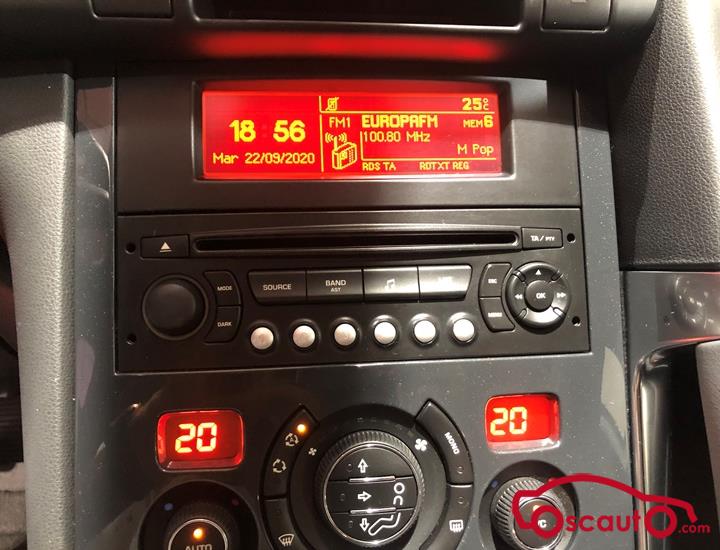 25°C
18 56
FM1 EUROPAFM MEM6
100.80 MHz
M Pop
Mar 22/09/2020
RDS TA RDTXT REG
TA / PTY
MODE
SOURCE
BAND
AST
ESC
OK
DARK
MENU
20
20
MONO
AUTO
oscauto.com